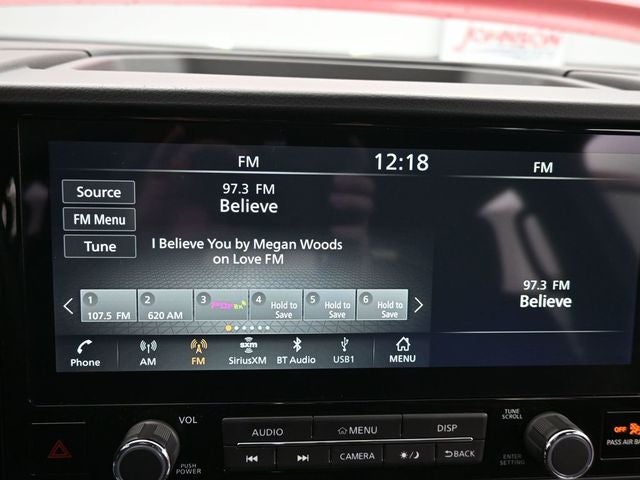 JOHNSON
FM 12:18 FM
Source
97.3 FM
Believe
FM Menu
Tune
I Believe You by Megan Woods
on Love FM
97.3 FM
Believe
1 2 3 4 5 6
107.5 FM 620 AM Hold to Save Hold to Save Hold to Save
Phone AM FM SiriusXM BT Audio USB1 MENU
sxm
VOL
PUSH
POWER
AUDIO MENU DISP
CAMERA BACK
TUNE
SCROLL
ENTER
SETTING
OFF
PASS AIR BA